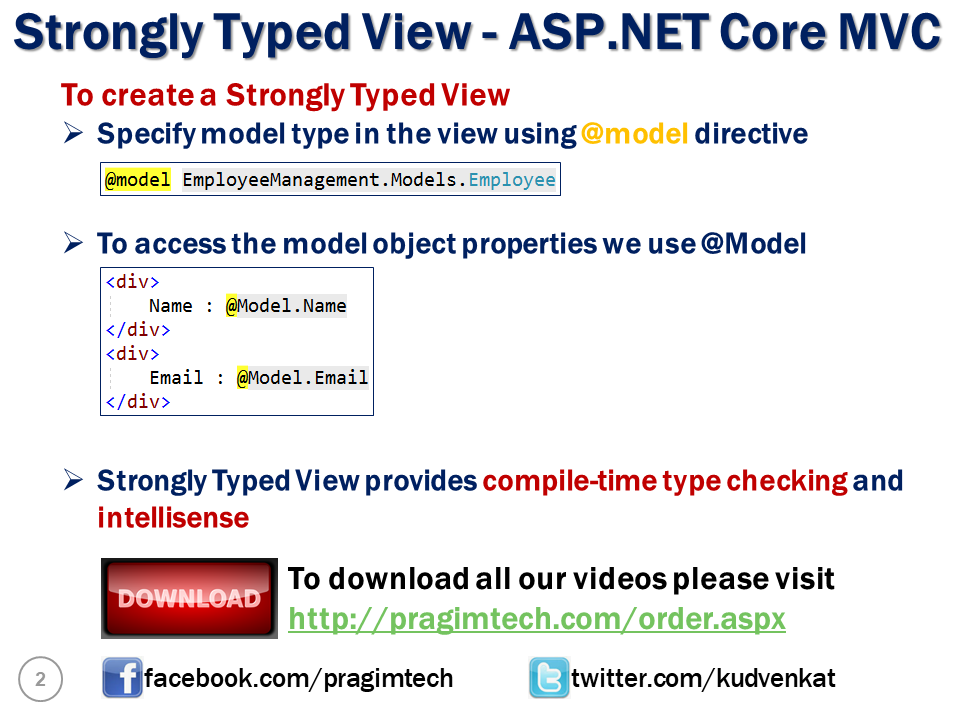 Strongly Typed View - ASP.NET Core MVC
To create a Strongly Typed View
Specify model type in the view using @model directive
@model EmployeeManagement.Models.Employee
To access the model object properties we use @Model
<div>
Name : @Model.Name
</div>
<div>
Email : @Model.Email
</div>
Strongly Typed View provides compile-time type checking and
intellisense
DOWNLOAD
To download all our videos please visit
http://pragimtech.com/order.aspx
2
facebook.com/pragimtech
twitter.com/kudvenkat